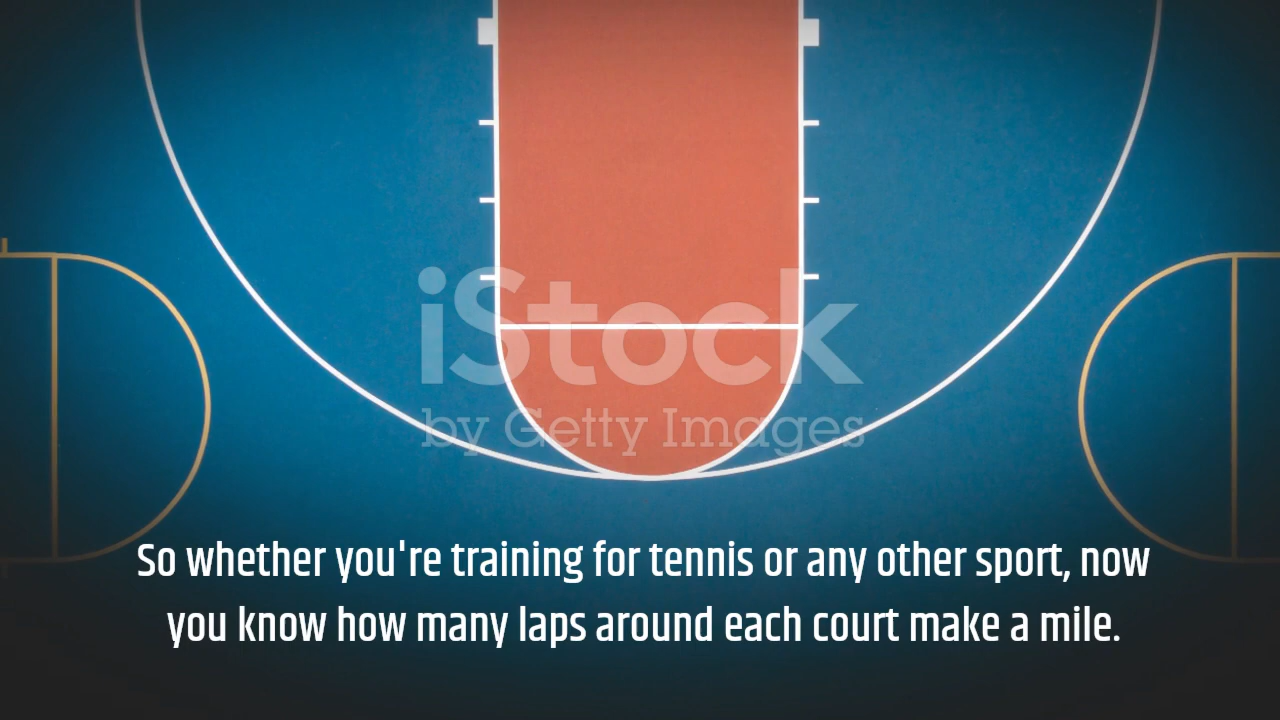 iStock
by Getty Images
So whether you're training for tennis or any other sport, now
you know how many laps around each court make a mile.